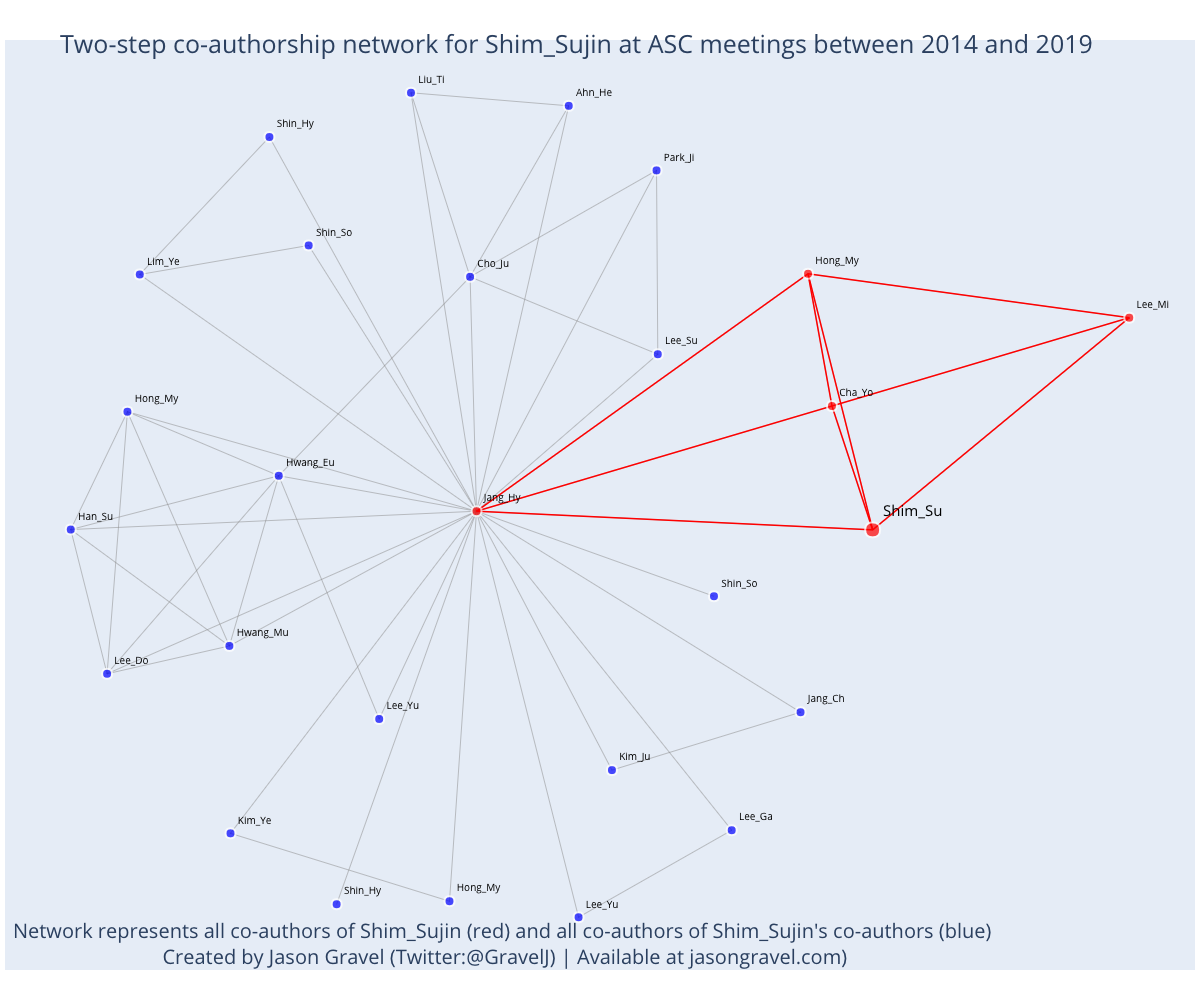 Two-step co-authorship network for Shim_Sujin at ASC meetings between 2014 and 2019
Liu_Ti
Ahn_He
Shin_Hy
Park_Ji
Shin_So
Lim_Ye
Cho_Ju
Hong_My
Lee_Mi
Lee_Su
Cha_Yo
Hong_My
Hwang_Eu
Jang_Hy
Han_Su
Shim_Su
Shin_So
Hwang_Mu
Lee_Do
Jang_Ch
Lee_Yu
Kim_Ju
Kim_Ye
Lee_Ga
Shin_Hy
Hong_My
Lee_Yu
Network represents all co-authors of Shim_Sujin (red) and all co-authors of Shim_Sujin's co-authors (blue)
Created by Jason Gravel (Twitter:@GravelJ) | Available at jasongravel.com)